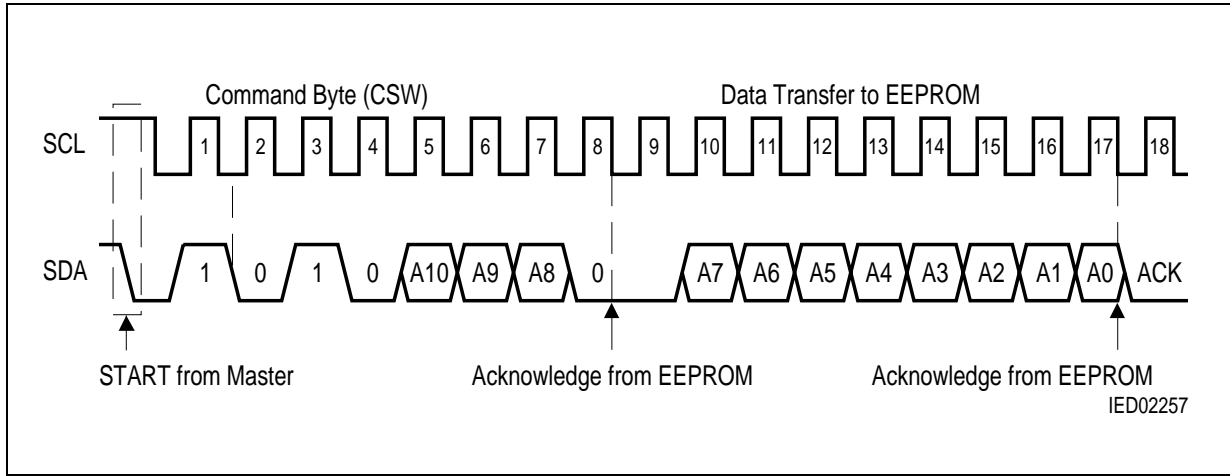 Command Byte (CSW) Data Transfer to EEPROM
SCL 1 2 3 4 5 6 7 8 9 10 11 12 13 14 15 16 17 18
SDA 1 0 1 0 A10 A9 A8 0 A7 A6 A5 A4 A3 A2 A1 A0 ACK
START from Master Acknowledge from EEPROM Acknowledge from EEPROM
IED02257